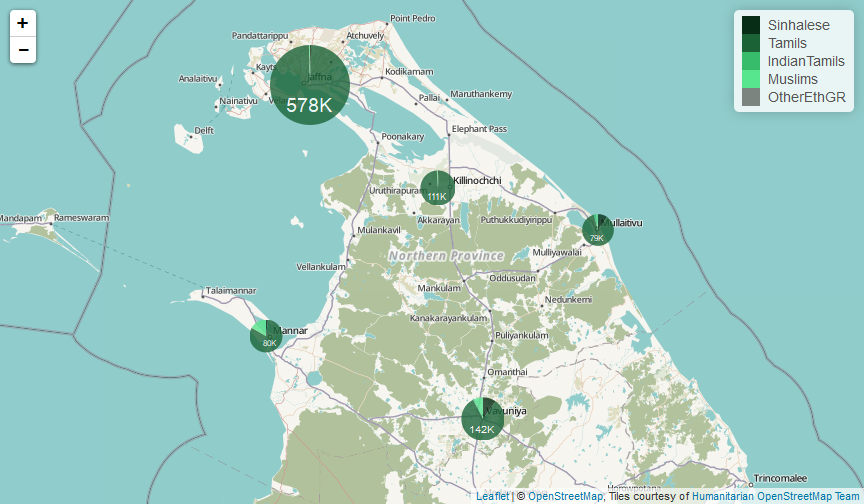 +
−
Sinhalese
Tamils
IndianTamils
Muslims
OtherEthGR
Point Pedro
Pandattarippu
Atchuvely
Kayts
Jaffna
Analaitivu
Kodikamam
Nainativu
578K
Pallai
Maruthankerny
Delft
Elephant Pass
Poonakary
Killinochchi
Uruthirapuram
111K
Mandapam
Rameswaram
Akkarayan
Puthukkudiyirippu
Mullaitivu
79K
Mulankavil
Mulliyawalai
Northern Province
Vellankulam
Oddusudan
Talaimannar
Mankulam
Nedunkerni
Kanakarayankulam
Mannar
80K
Puliyankulam
Omanthai
Vavuniya
142K
Trincomalee
Leaflet | © OpenStreetMap; Tiles courtesy of Humanitarian OpenStreetMap Team